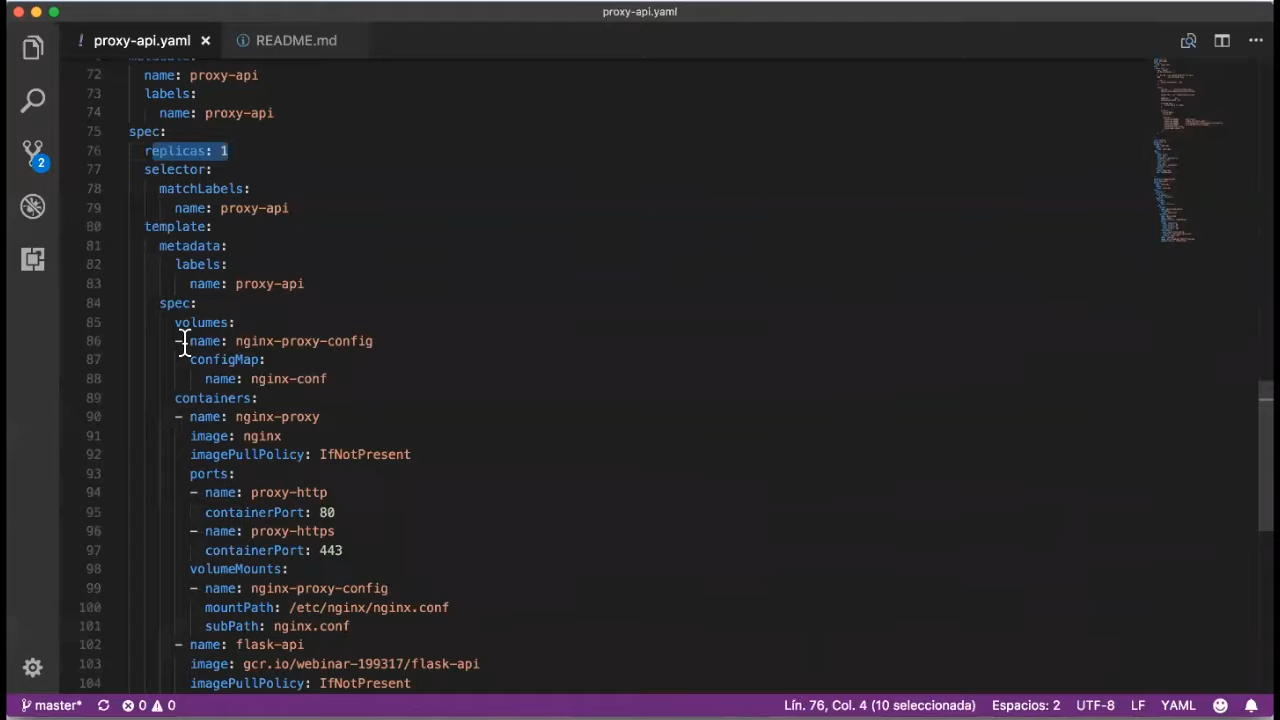 proxy-api.yaml
! proxy-api.yaml × README.md
72 name: proxy-api
73 labels:
74 name: proxy-api
75 spec:
76 replicas: 1
77 selector:
78 matchLabels:
79 name: proxy-api
80 template:
81 metadata:
82 labels:
83 name: proxy-api
84 spec:
85 volumes:
86 - name: nginx-proxy-config
87 configMap:
88 name: nginx-conf
89 containers:
90 - name: nginx-proxy
91 image: nginx
92 imagePullPolicy: IfNotPresent
93 ports:
94 - name: proxy-http
95 containerPort: 80
96 - name: proxy-https
97 containerPort: 443
98 volumeMounts:
99 - name: nginx-proxy-config
100 mountPath: /etc/nginx/nginx.conf
101 subPath: nginx.conf
102 - name: flask-api
103 image: gcr.io/webinar-199317/flask-api
104 imagePullPolicy: IfNotPresent
2
master* 0 0 Lín. 76, Col. 4 (10 seleccionada) Espacios: 2 UTF-8 LF YAML